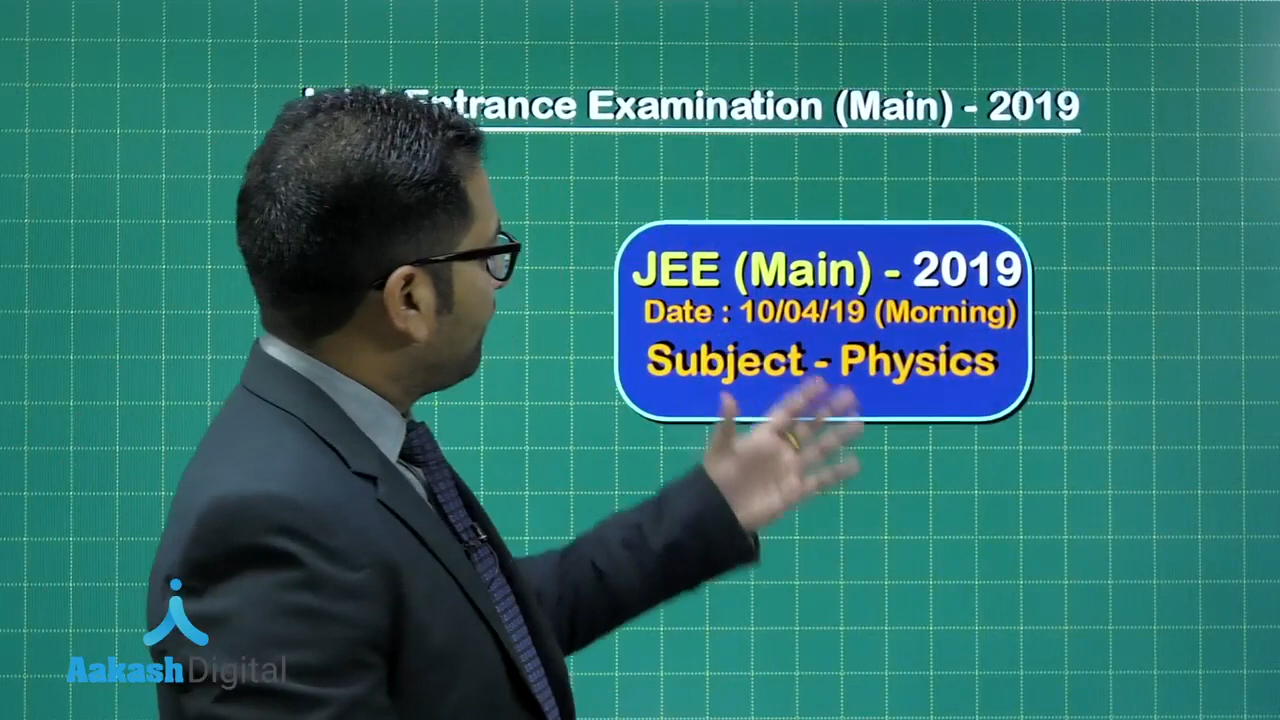 Entrance Examination (Main) - 2019
JEE (Main) - 2019
Date : 10/04/19 (Morning)
Subject - Physics
AakashDigital